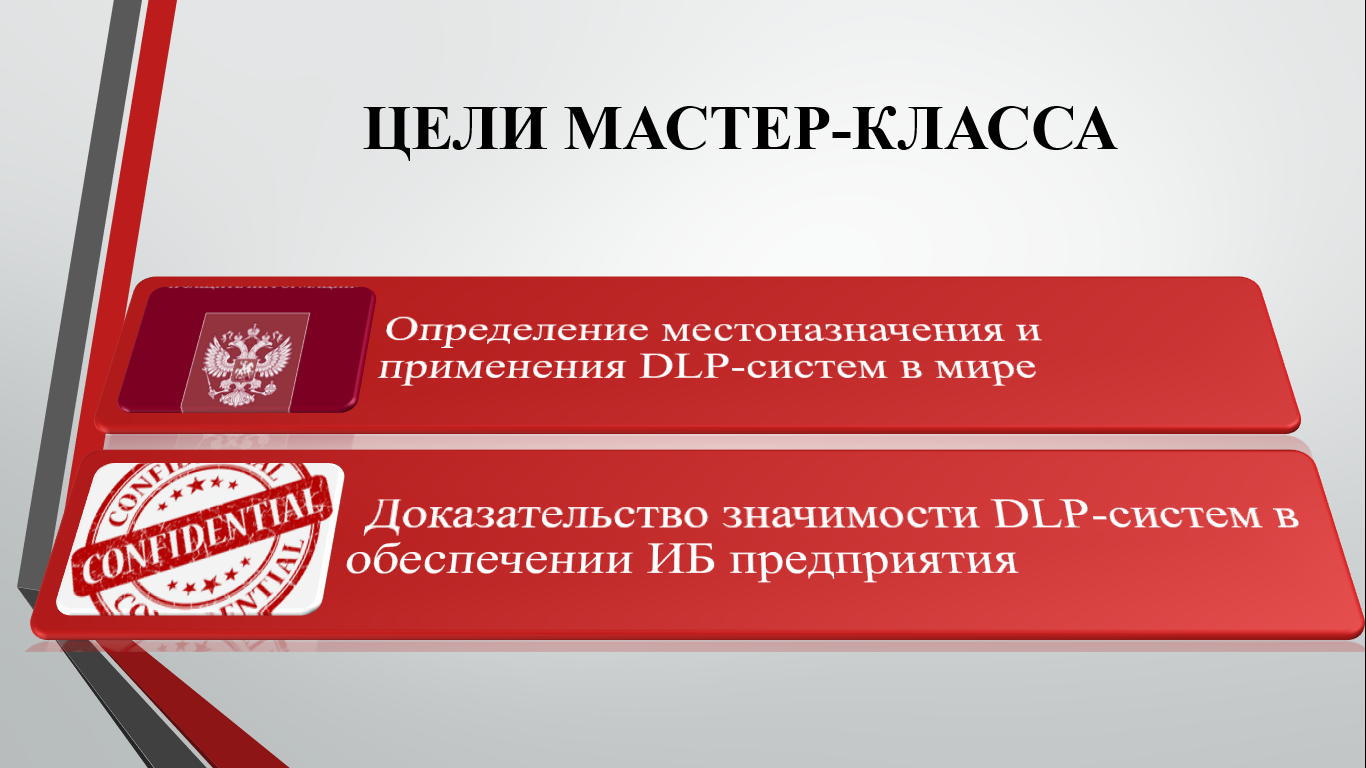 ЦЕЛИ МАСТЕР-КЛАССА
Определение местоназначения и
применения DLP-систем в мире
CONFIDENTIAL
Доказательство значимости DLP-систем в
обеспечении ИБ предприятия